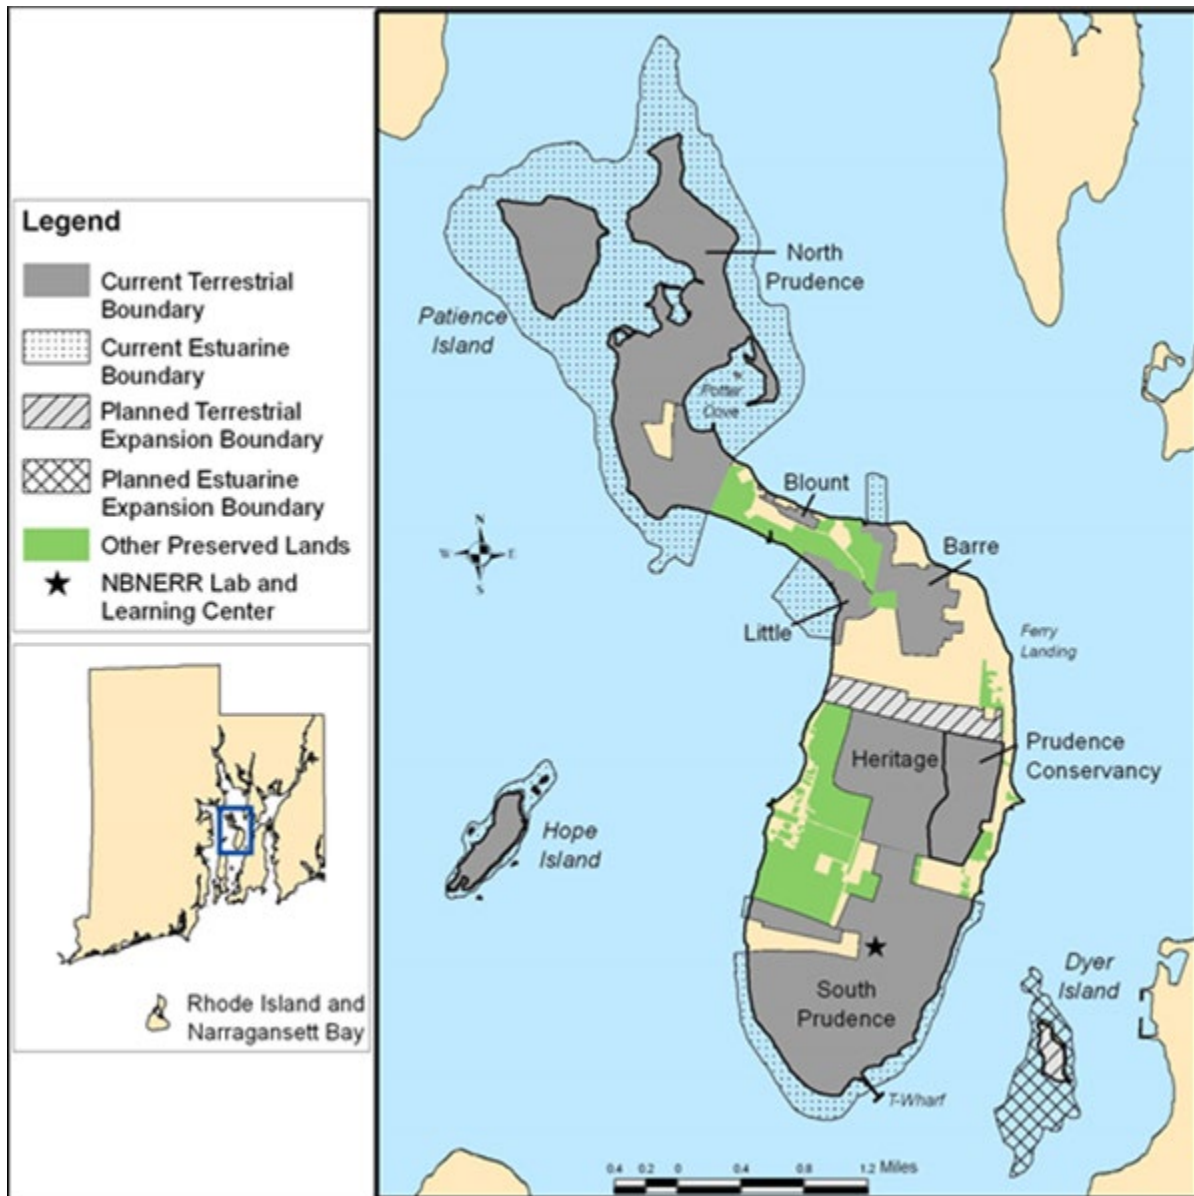 Legend
Current Terrestrial
Boundary
Current Estuarine
Boundary
Planned Terrestrial
Expansion Boundary
Planned Estuarine
Expansion Boundary
Other Preserved Lands
NBNERR Lab and
Learning Center
Rhode Island and
Narragansett Bay
North
Prudence
Patience
Island
Potter
Cove
Blount
N
W E
S
Barre
Little
Ferry
Landing
Heritage
Prudence
Conservancy
Hope
Island
Dyer
Island
South
Prudence
T-Wharf
0.4 0.2 0 0.4 0.8 1.2 Miles